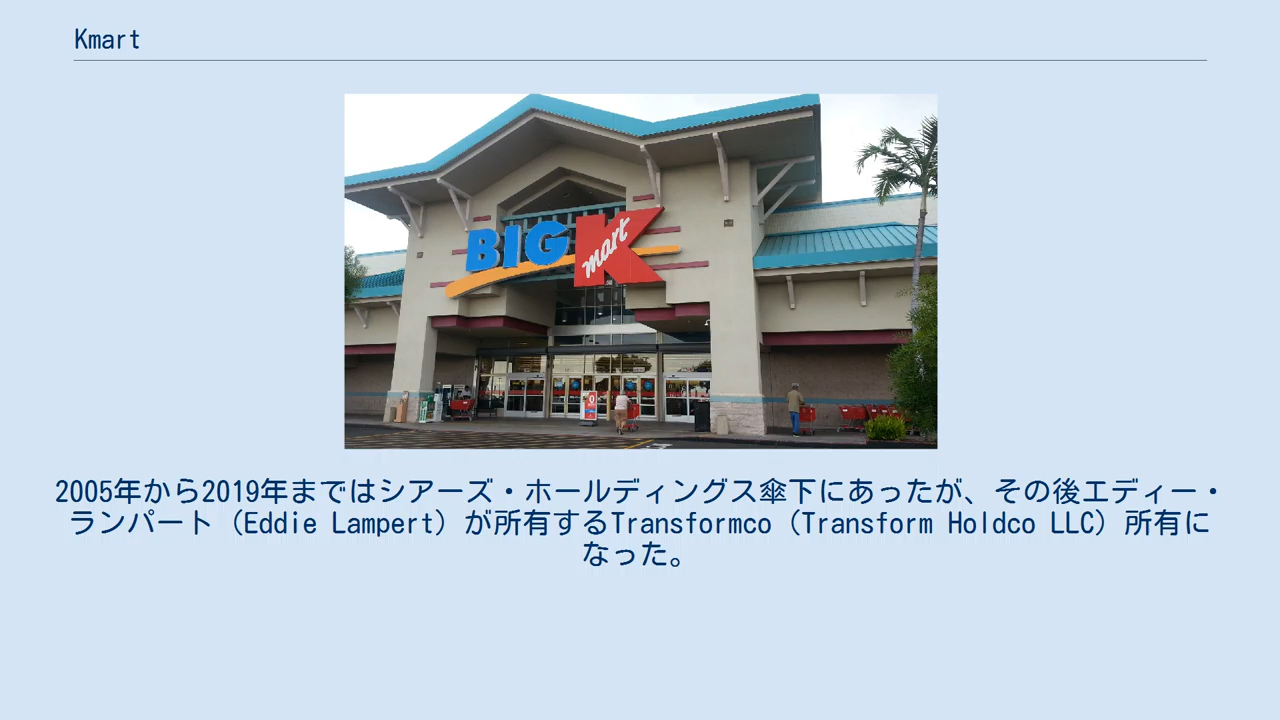 Kmart
BIG K
mart
2005年から2019年まではシアーズ・ホールディングス傘下にあったが、その後エディー・
ランパート（Eddie Lampert）が所有するTransformco（Transform Holdco LLC）所有に
なった。